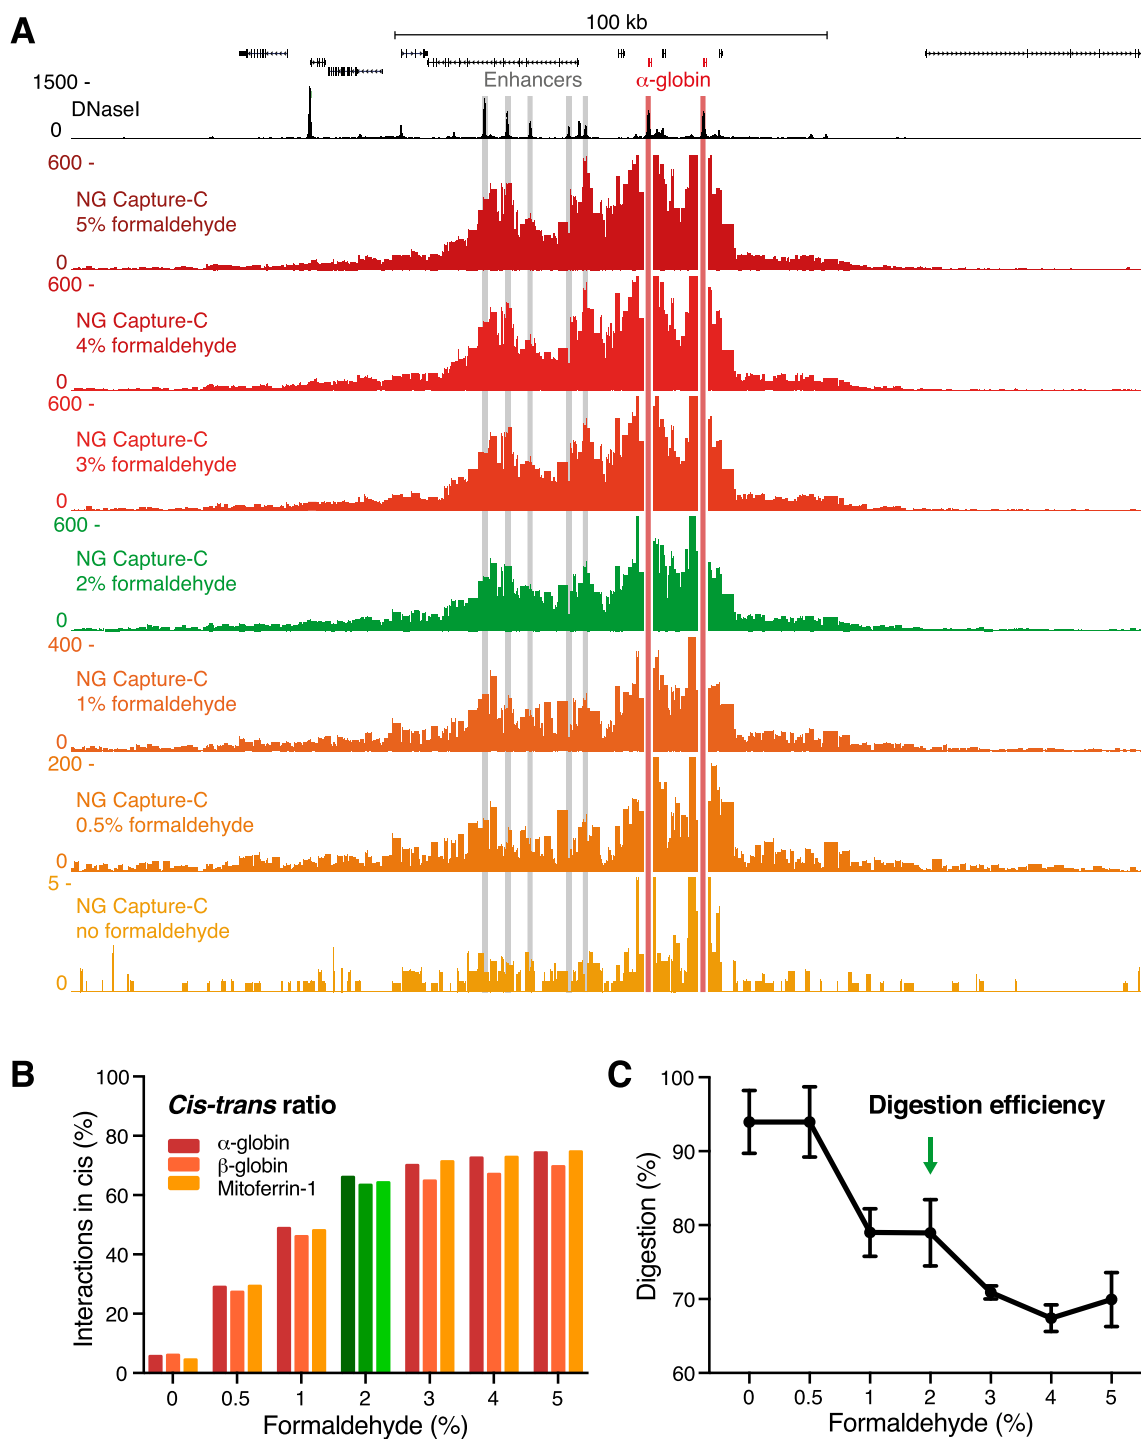 A
100 kb
Enhancers
α-globin
1500 -
DNaseI
0
600 -
NG Capture-C
5% formaldehyde
0
600 -
NG Capture-C
4% formaldehyde
0
600 -
NG Capture-C
3% formaldehyde
0
600 -
NG Capture-C
2% formaldehyde
0
400 -
NG Capture-C
1% formaldehyde
0
200 -
NG Capture-C
0.5% formaldehyde
0
5 -
NG Capture-C
no formaldehyde
0
B
Interactions in cis (%)
100
80
60
40
20
0
Cis-trans ratio
α-globin
β-globin
Mitoferrin-1
0 0.5 1 2 3 4 5
Formaldehyde (%)
C
Digestion (%)
100
90
80
70
60
Digestion efficiency
0 0.5 1 2 3 4 5
Formaldehyde (%)